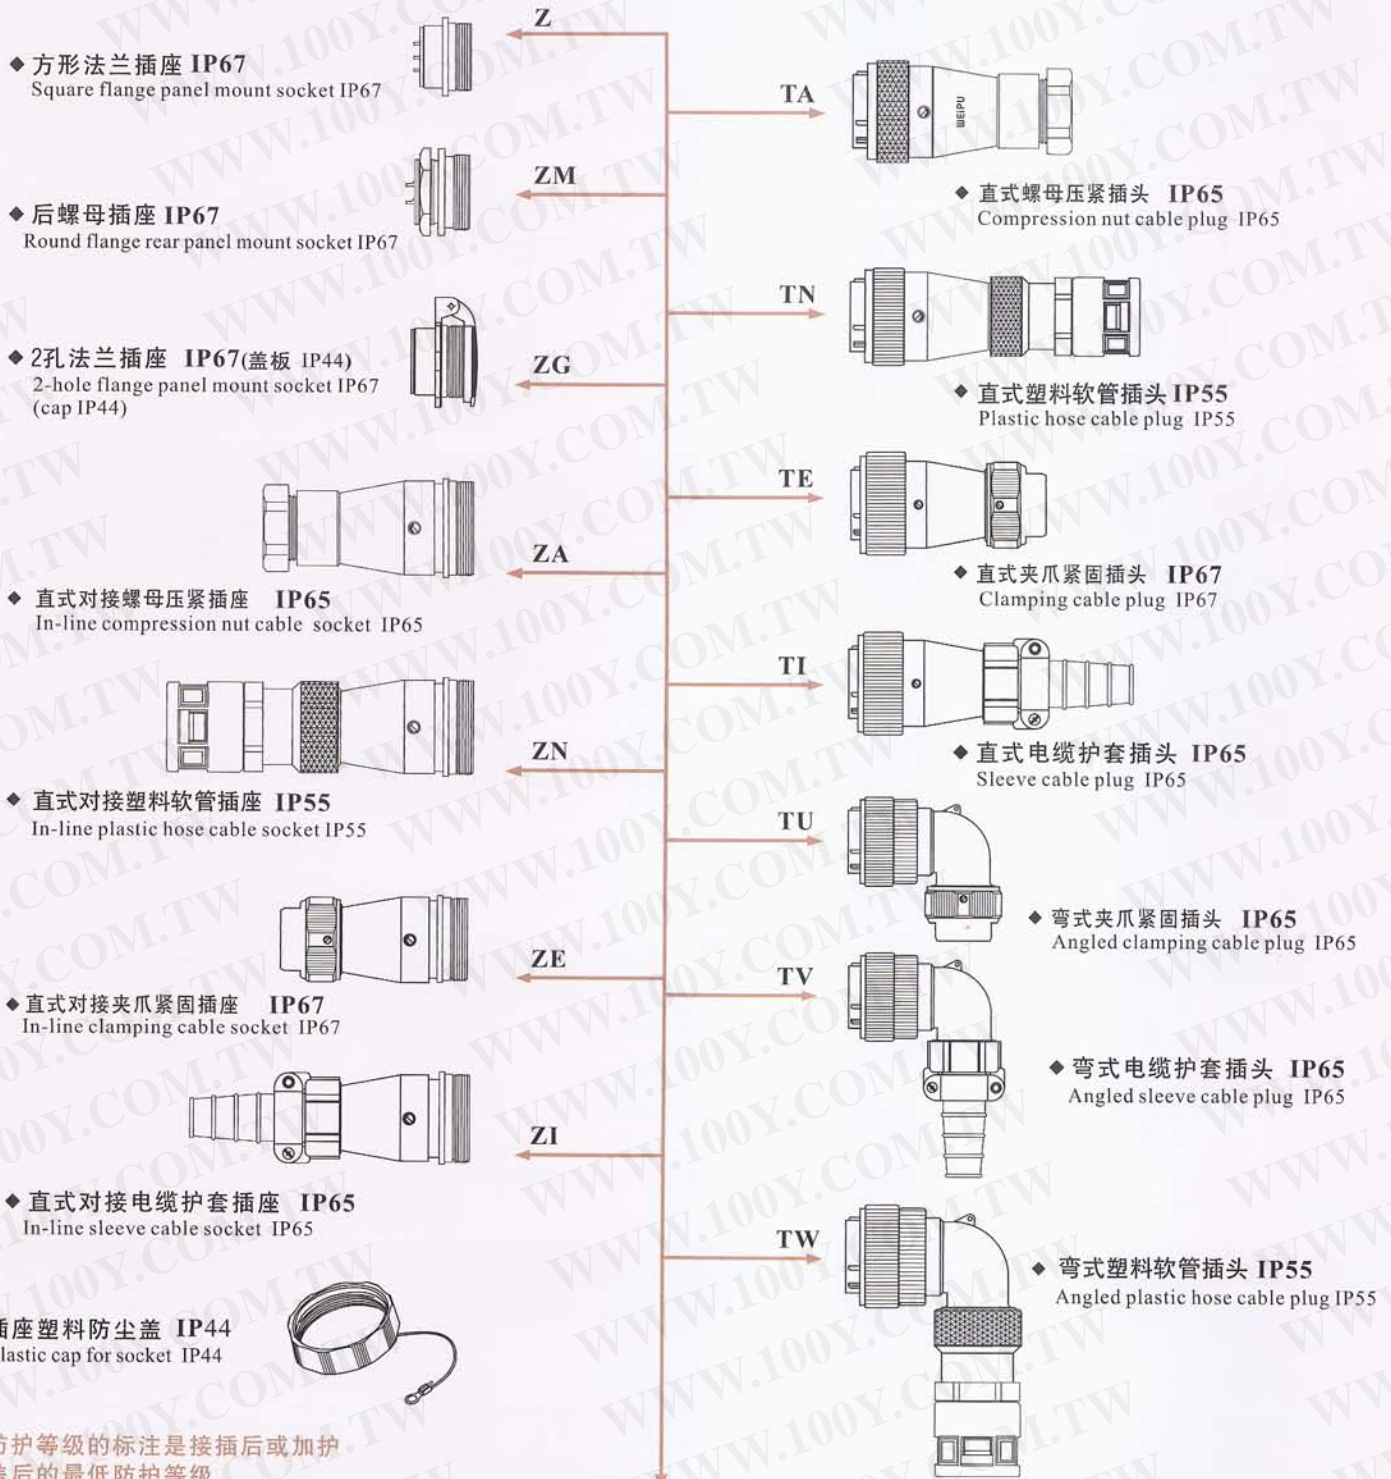 Z
◆ 方形法兰插座 IP67
Square flange panel mount socket IP67
ZM
◆ 后螺母插座 IP67
Round flange rear panel mount socket IP67
◆ 2孔法兰插座 IP67(盖板 IP44)
2-hole flange panel mount socket IP67
(cap IP44)
ZG
ZA
◆ 直式对接螺母压紧插座 IP65
In-line compression nut cable socket IP65
ZN
◆ 直式对接塑料软管插座 IP55
In-line plastic hose cable socket IP55
ZE
◆ 直式对接夹爪紧固插座 IP67
In-line clamping cable socket IP67
ZI
◆ 直式对接电缆护套插座 IP65
In-line sleeve cable socket IP65
插座塑料防尘盖 IP44
lastic cap for socket IP44
防护等级的标注是接插后或加护
盖后的最低防护等级
TA
WEIPU
◆ 直式螺母压紧插头 IP65
Compression nut cable plug IP65
TN
◆ 直式塑料软管插头 IP55
Plastic hose cable plug IP55
TE
◆ 直式夹爪紧固插头 IP67
Clamping cable plug IP67
TI
◆ 直式电缆护套插头 IP65
Sleeve cable plug IP65
TU
◆ 弯式夹爪紧固插头 IP65
Angled clamping cable plug IP65
TV
◆ 弯式电缆护套插头 IP65
Angled sleeve cable plug IP65
TW
◆ 弯式塑料软管插头 IP55
Angled plastic hose cable plug IP55
WWW.100Y.COM.TW